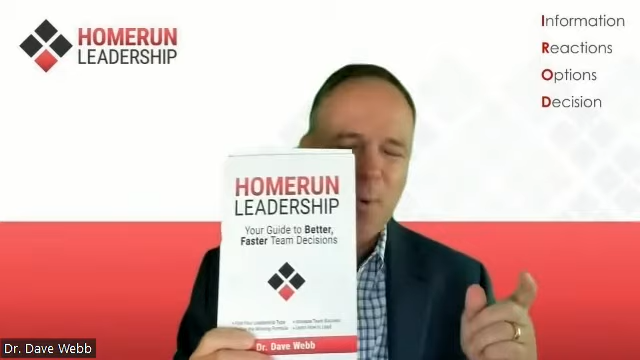 HOMERUN
LEADERSHIP
Information
Reactions
Options
Decision
HOMERUN
LEADERSHIP
Your Guide to Better,
Faster Team Decisions
Dr. Dave Webb
Dr. Dave Webb